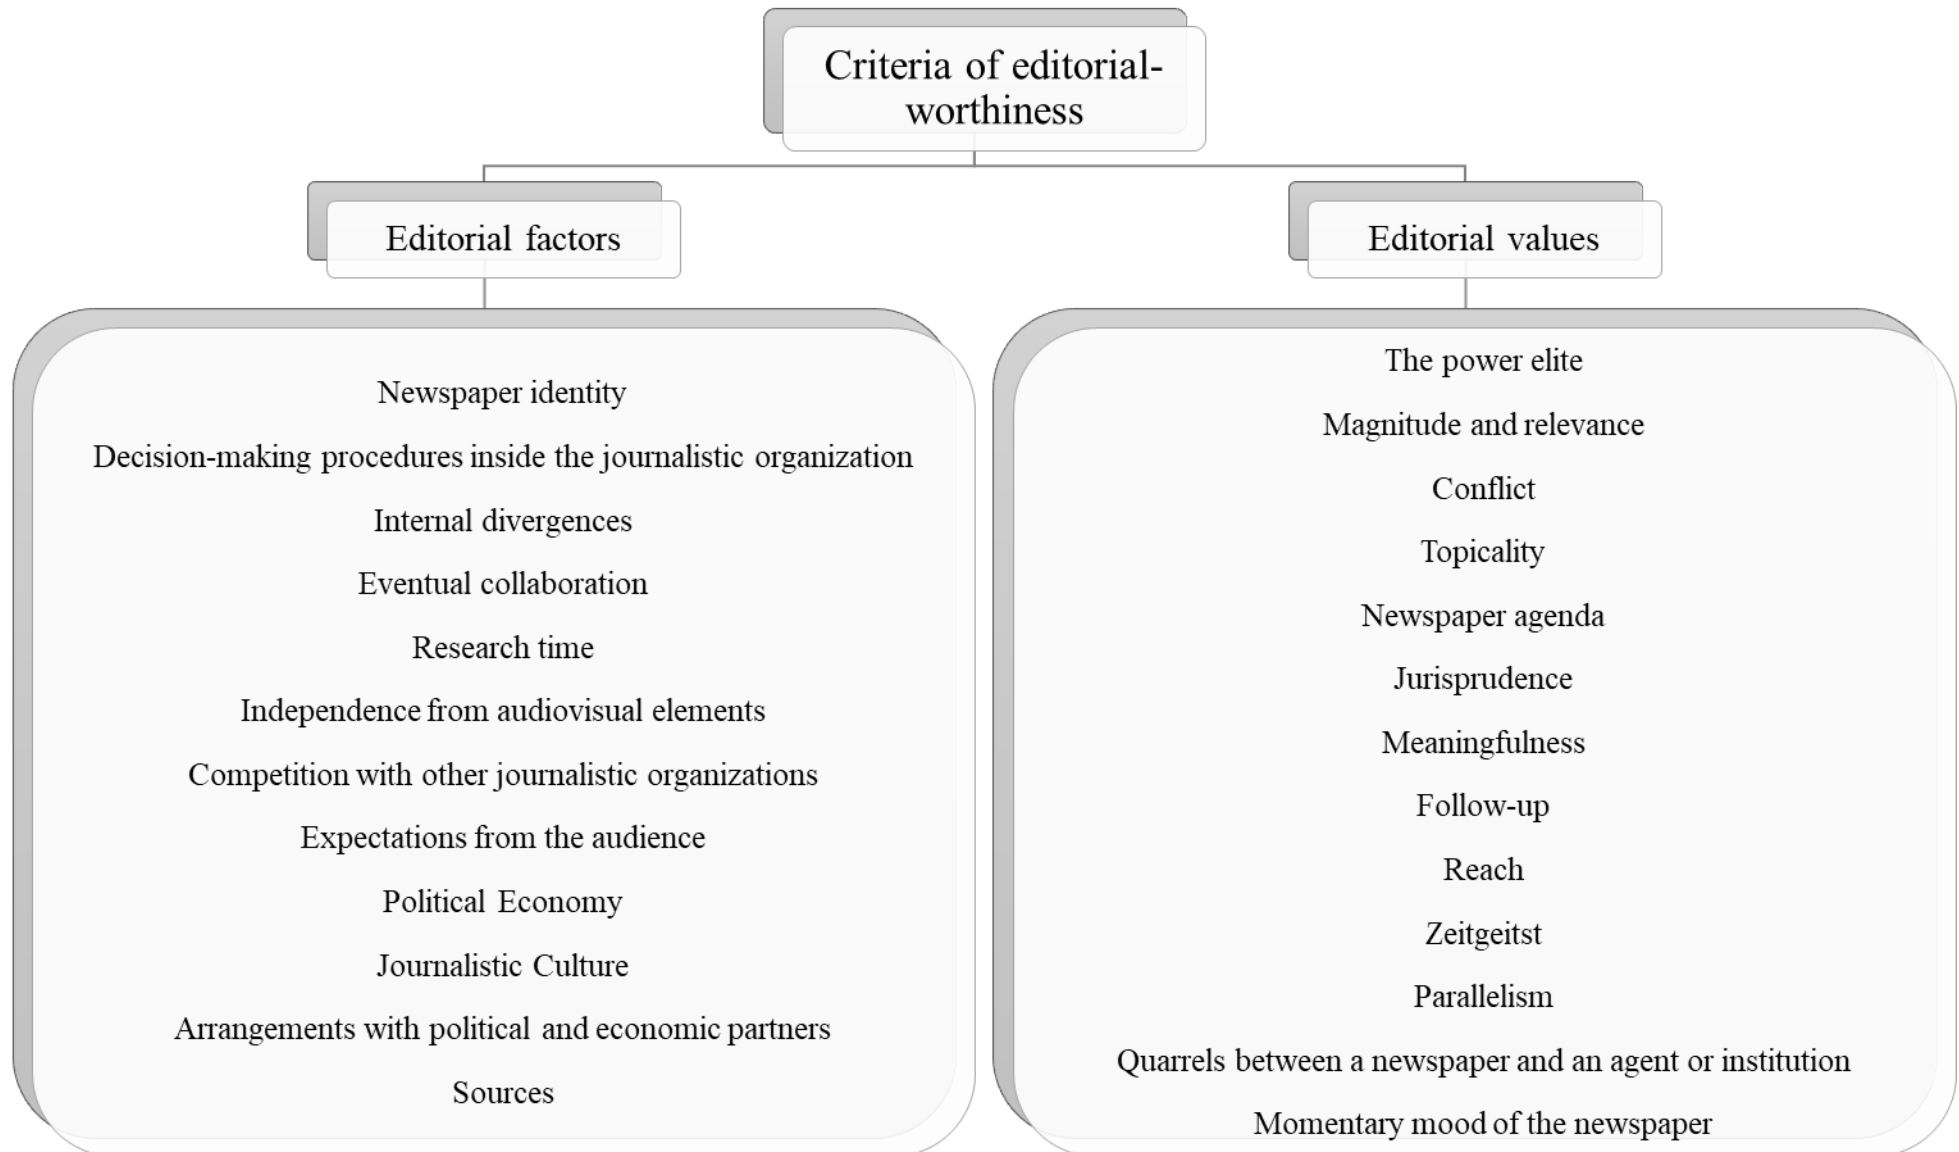 Criteria of editorial-
worthiness
Editorial factors
Editorial values
Newspaper identity
Decision-making procedures inside the journalistic organization
Internal divergences
Eventual collaboration
Research time
Independence from audiovisual elements
Competition with other journalistic organizations
Expectations from the audience
Political Economy
Journalistic Culture
Arrangements with political and economic partners
Sources
The power elite
Magnitude and relevance
Conflict
Topicality
Newspaper agenda
Jurisprudence
Meaningfulness
Follow-up
Reach
Zeitgeitst
Parallelism
Quarrels between a newspaper and an agent or institution
Momentary mood of the newspaper